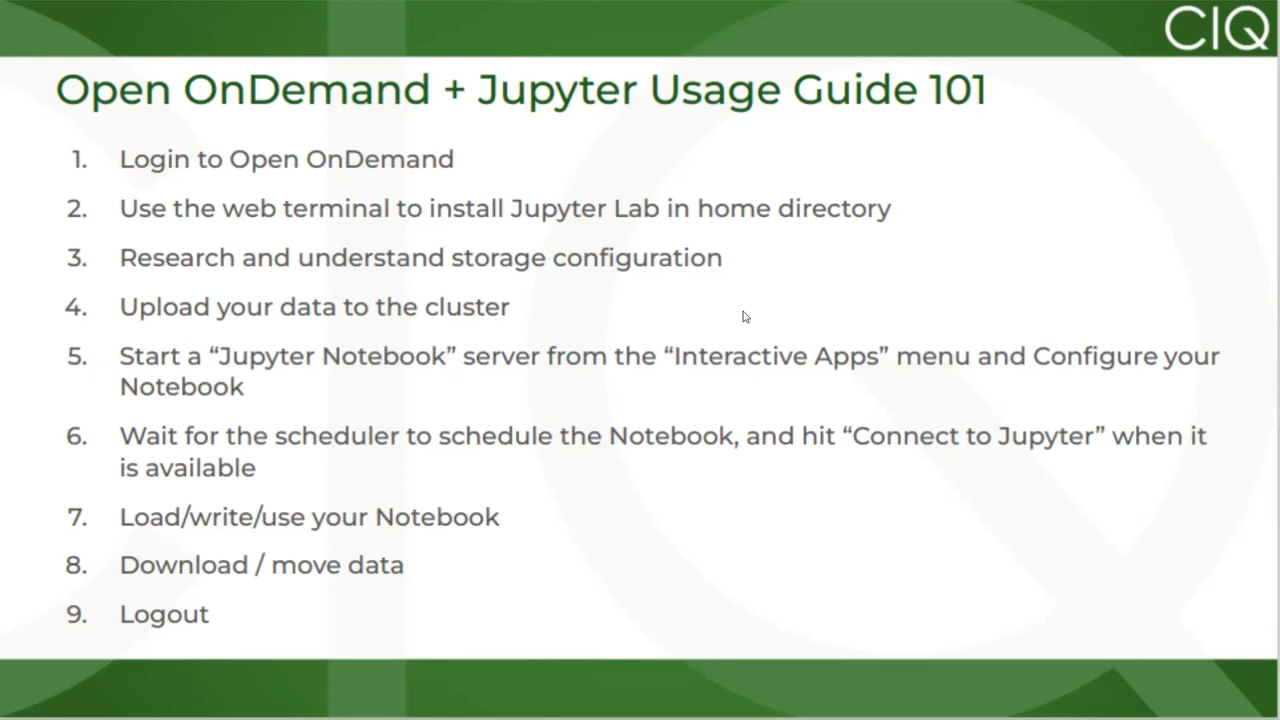 CIQ
Open OnDemand + Jupyter Usage Guide 101
1. Login to Open OnDemand
2. Use the web terminal to install Jupyter Lab in home directory
3. Research and understand storage configuration
4. Upload your data to the cluster
5. Start a “Jupyter Notebook” server from the “Interactive Apps” menu and Configure your
Notebook
6. Wait for the scheduler to schedule the Notebook, and hit “Connect to Jupyter” when it
is available
7. Load/write/use your Notebook
8. Download / move data
9. Logout